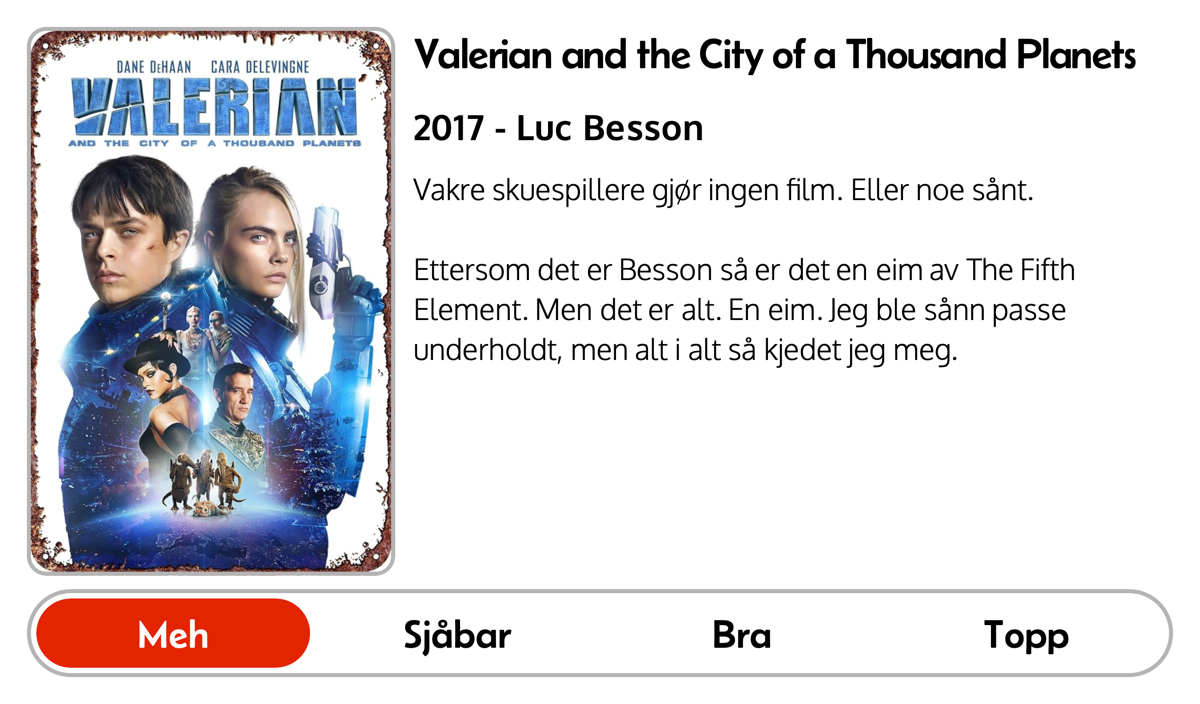 DANE DEHAAN CARA DELEVINGNE
VALERIAN
AND THE CITY OF A THOUSAND PLANETS
Valerian and the City of a Thousand Planets
2017 - Luc Besson
Vakre skuespillere gjør ingen film. Eller noe sånt.
Ettersom det er Besson så er det en eim av The Fifth
Element. Men det er alt. En eim. Jeg ble sånn passe
underholdt, men alt i alt så kjedet jeg meg.
Meh Sjåbar Bra Topp